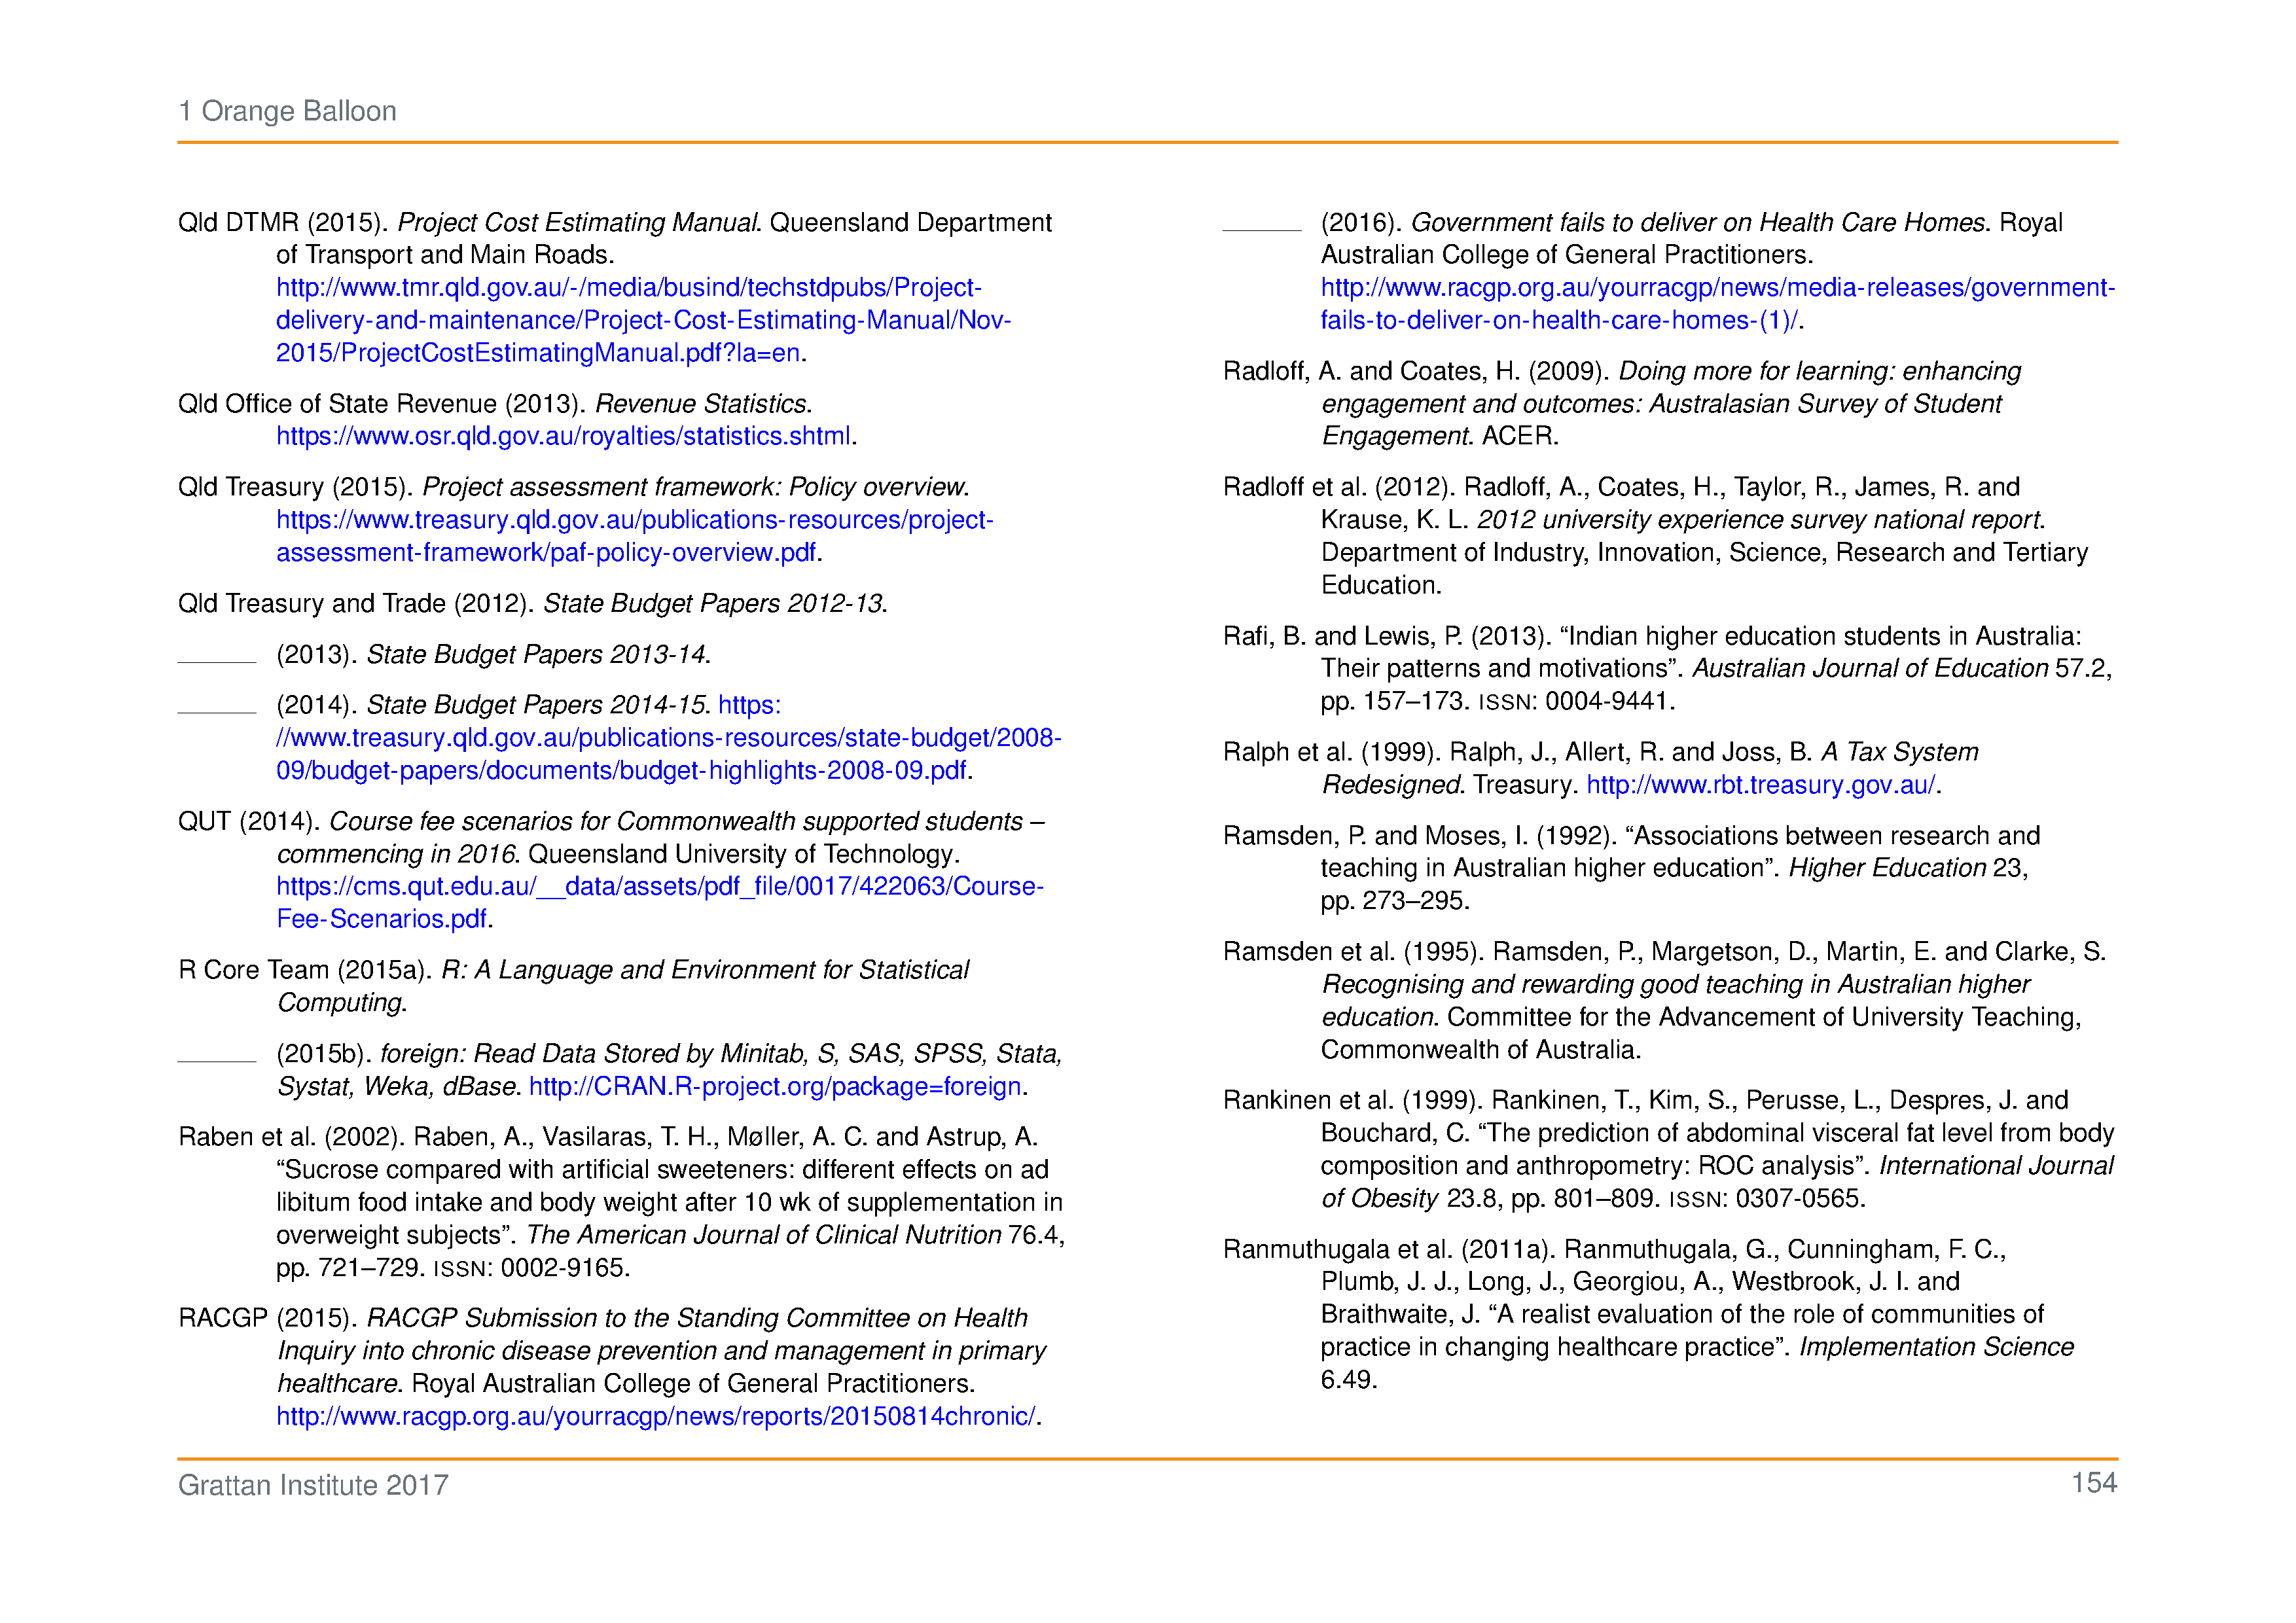 1 Orange Balloon
Qld DTMR (2015). Project Cost Estimating Manual. Queensland Department
of Transport and Main Roads.
http://www.tmr.qld.gov.au/-/media/busind/techstdpubs/Project-
delivery-and-maintenance/Project-Cost-Estimating-Manual/Nov-
2015/ProjectCostEstimatingManual.pdf?la=en.
Qld Office of State Revenue (2013). Revenue Statistics.
https://www.osr.qld.gov.au/royalties/statistics.shtml.
Qld Treasury (2015). Project assessment framework: Policy overview.
https://www.treasury.qld.gov.au/publications-resources/project-
assessment-framework/paf-policy-overview.pdf.
Qld Treasury and Trade (2012). State Budget Papers 2012-13.
(2013). State Budget Papers 2013-14.
(2014). State Budget Papers 2014-15. https:
//www.treasury.qld.gov.au/publications-resources/state-budget/2008-
09/budget-papers/documents/budget-highlights-2008-09.pdf.
QUT (2014). Course fee scenarios for Commonwealth supported students –
commencing in 2016. Queensland University of Technology.
https://cms.qut.edu.au/__data/assets/pdf_file/0017/422063/Course-
Fee-Scenarios.pdf.
R Core Team (2015a). R: A Language and Environment for Statistical
Computing.
(2015b). foreign: Read Data Stored by Minitab, S, SAS, SPSS, Stata,
Systat, Weka, dBase. http://CRAN.R-project.org/package=foreign.
Raben et al. (2002). Raben, A., Vasilaras, T. H., Møller, A. C. and Astrup, A.
“Sucrose compared with artificial sweeteners: different effects on ad
libitum food intake and body weight after 10 wk of supplementation in
overweight subjects”. The American Journal of Clinical Nutrition 76.4,
pp. 721–729. ISSN: 0002-9165.
RACGP (2015). RACGP Submission to the Standing Committee on Health
Inquiry into chronic disease prevention and management in primary
healthcare. Royal Australian College of General Practitioners.
http://www.racgp.org.au/yourracgp/news/reports/20150814chronic/.
(2016). Government fails to deliver on Health Care Homes. Royal
Australian College of General Practitioners.
http://www.racgp.org.au/yourracgp/news/media-releases/government-
fails-to-deliver-on-health-care-homes-(1)/.
Radloff, A. and Coates, H. (2009). Doing more for learning: enhancing
engagement and outcomes: Australasian Survey of Student
Engagement. ACER.
Radloff et al. (2012). Radloff, A., Coates, H., Taylor, R., James, R. and
Krause, K. L. 2012 university experience survey national report.
Department of Industry, Innovation, Science, Research and Tertiary
Education.
Rafi, B. and Lewis, P. (2013). “Indian higher education students in Australia:
Their patterns and motivations”. Australian Journal of Education 57.2,
pp. 157–173. ISSN: 0004-9441.
Ralph et al. (1999). Ralph, J., Allert, R. and Joss, B. A Tax System
Redesigned. Treasury. http://www.rbt.treasury.gov.au/.
Ramsden, P. and Moses, I. (1992). “Associations between research and
teaching in Australian higher education”. Higher Education 23,
pp. 273–295.
Ramsden et al. (1995). Ramsden, P., Margetson, D., Martin, E. and Clarke, S.
Recognising and rewarding good teaching in Australian higher
education. Committee for the Advancement of University Teaching,
Commonwealth of Australia.
Rankinen et al. (1999). Rankinen, T., Kim, S., Perusse, L., Despres, J. and
Bouchard, C. “The prediction of abdominal visceral fat level from body
composition and anthropometry: ROC analysis”. International Journal
of Obesity 23.8, pp. 801–809. ISSN: 0307-0565.
Ranmuthugala et al. (2011a). Ranmuthugala, G., Cunningham, F. C.,
Plumb, J. J., Long, J., Georgiou, A., Westbrook, J. I. and
Braithwaite, J. “A realist evaluation of the role of communities of
practice in changing healthcare practice”. Implementation Science
6.49.
Grattan Institute 2017
154